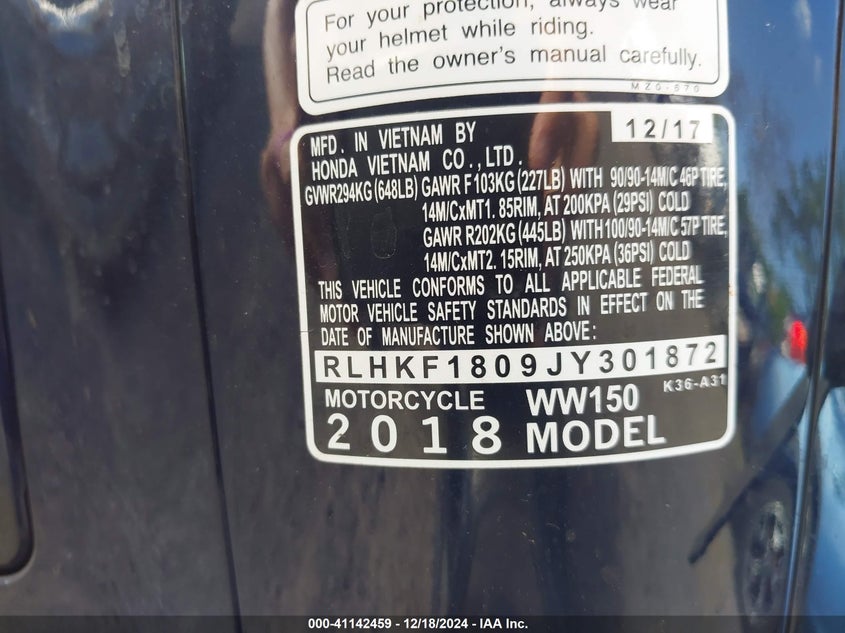 For your protection, always wear
your helmet while riding.
Read the owner's manual carefully.
MZ0-670
12/17
MFD. IN VIETNAM BY
HONDA VIETNAM CO.,LTD.
GVWR294KG(648LB) GAWR F103KG(227LB) WITH 90/90-14M/C 46P TIRE,
14M/CxMT1. 85RIM, AT 200KPA (29PSI) COLD
GAWR R202KG(445LB) WITH100/90-14M/C 57P TIRE,
14M/CxMT2. 15RIM, AT 250KPA (36PSI) COLD
THIS VEHICLE CONFORMS TO ALL APPLICABLE FEDERAL
MOTOR VEHICLE SAFETY STANDARDS IN EFFECT ON THE
DATE OF MANUFACTURE SHOWN ABOVE:
RLHKF1809JY301872
K36-A31
MOTORCYCLE WW150
2018 MODEL
000-41142459 - 12/18/2024 - IAA Inc.